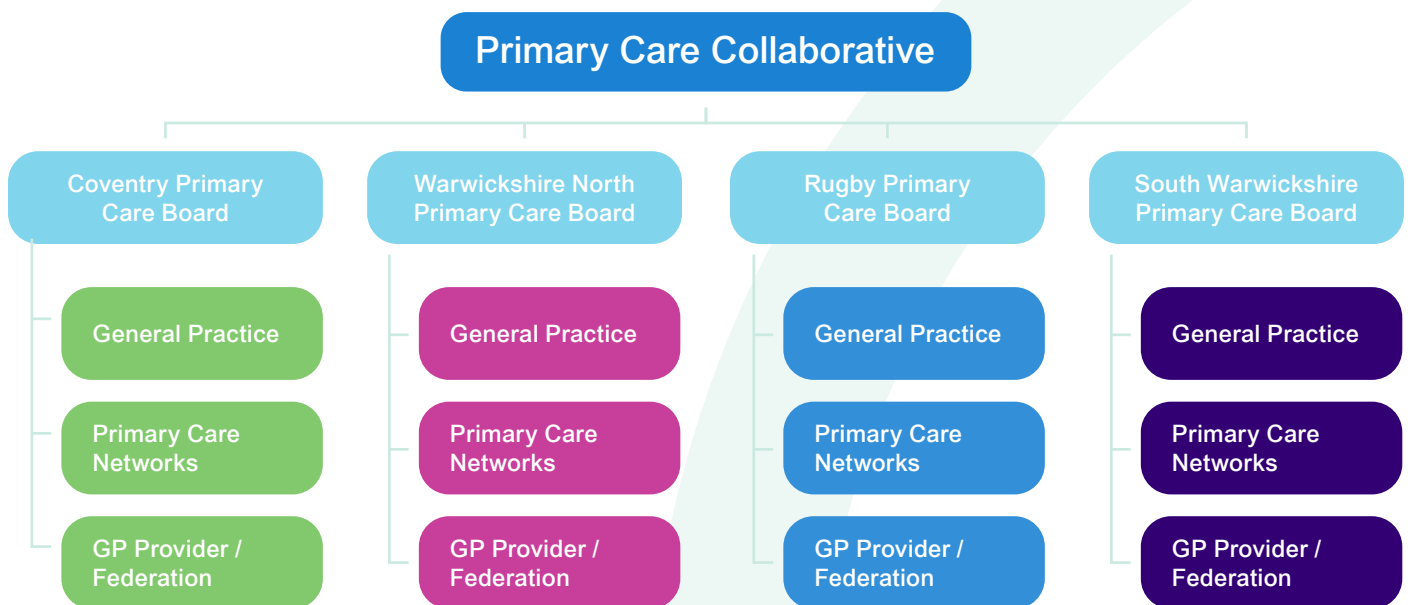 Primary Care Collaborative
Coventry Primary
Care Board
Warwickshire North
Primary Care Board
Rugby Primary
Care Board
South Warwickshire
Primary Care Board
General Practice
General Practice
General Practice
General Practice
Primary Care
Networks
Primary Care
Networks
Primary Care
Networks
Primary Care
Networks
GP Provider /
Federation
GP Provider /
Federation
GP Provider /
Federation
GP Provider /
Federation